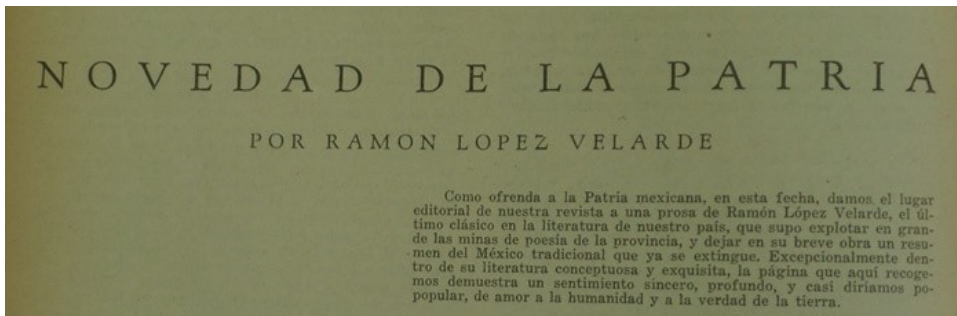 NOVEDAD DE LA PATRIA
POR RAMON LOPEZ VELARDE
Como ofrenda a la Patria mexicana, en esta fecha, damos el lugar
editorial de nuestra revista a una prosa de Ramón López Velarde, el úl-
timo clásico en la literatura de nuestro país, que supo explotar en gran-
de las minas de poesía de la provincia, y dejar en su breve obra un resu-
men del México tradicional que ya se extingue. Excepcionalmente den-
tro de su literatura conceptuosa y exquisita, la página que aquí recoge-
mos demuestra un sentimiento sincero, profundo, y casi diríamos po-
popular, de amor a la humanidad y a la verdad de la tierra.